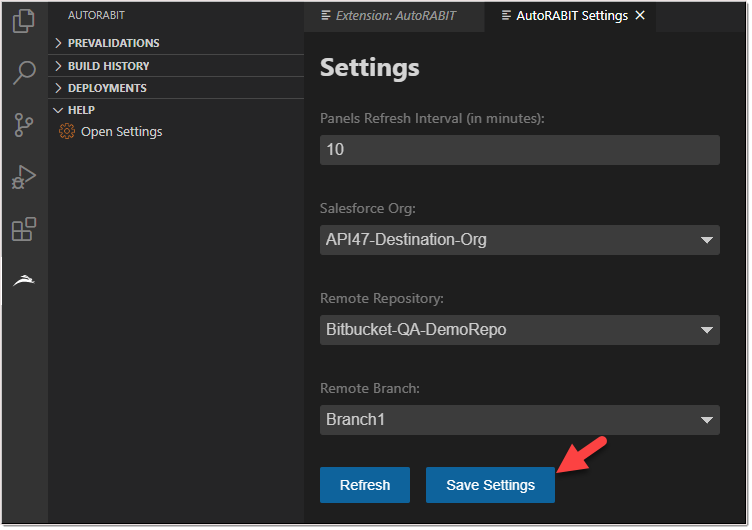 AUTORABIT
PREVALIDATIONS
BUILD HISTORY
DEPLOYMENTS
HELP
Open Settings
Extension: AutoRABIT
AutoRABIT Settings
Settings
Panels Refresh Interval (in minutes):
10
Salesforce Org:
API47-Destination-Org
Remote Repository:
Bitbucket-QA-DemoRepo
Remote Branch:
Branch1
Refresh
Save Settings